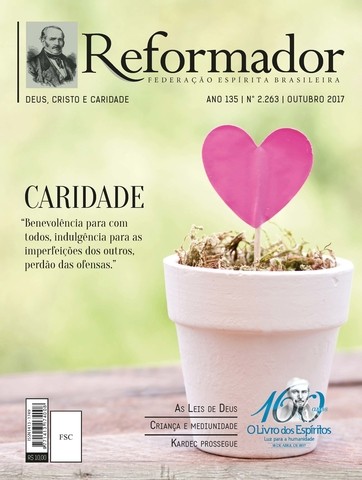 Reformador
FEDERAÇÃO ESPÍRITA BRASILEIRA
DEUS, CRISTO E CARIDADE
ANO 135 | Nº 2.263 | OUTUBRO 2017
CARIDADE
“Benevolência para com
todos, indulgência para as
imperfeições dos outros,
perdão das ofensas.”
As Leis de Deus
Criança e mediunidade
Kardec prossegue
160 anos
O Livro dos Espíritos
Luz para a humanidade
FSC
R$ 10,00